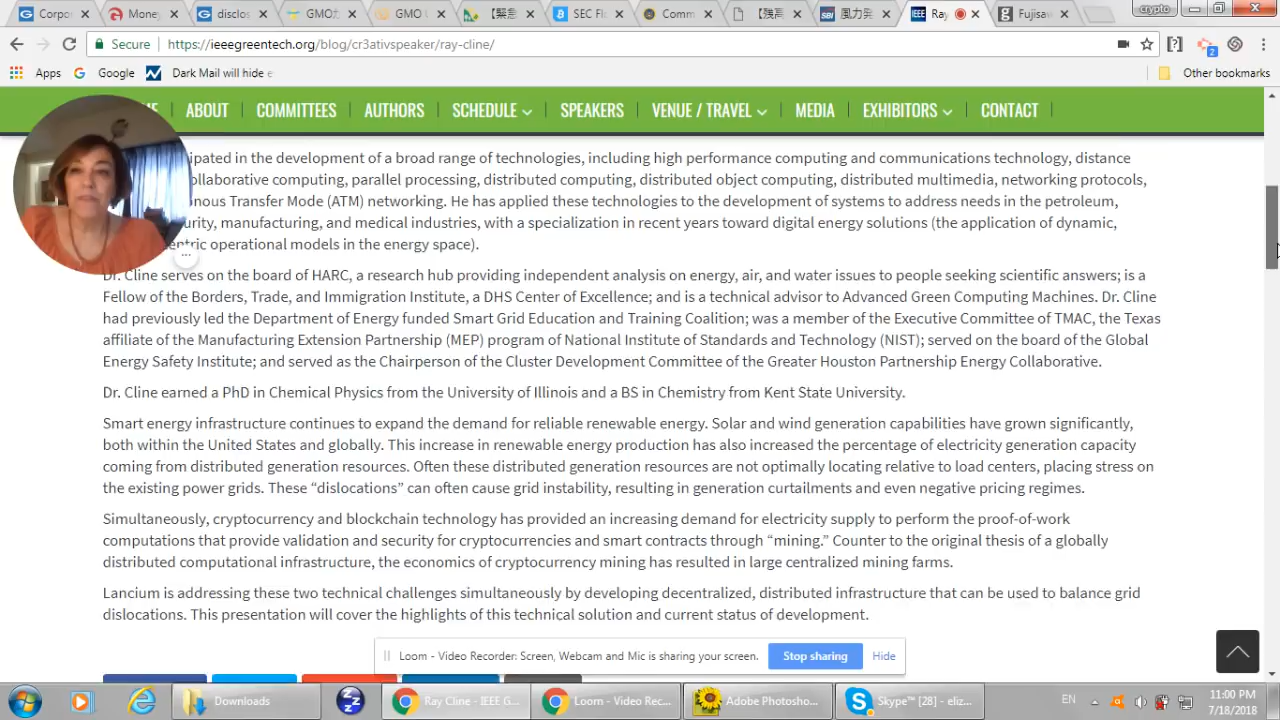 Corpo
Money
disclos
GMO
GMO
【緊急
SEC Fl
Comm
【残高
SBI 風力発
Ray
Fujisaw
crypto
Secure
https://ieeegreentech.org/blog/cr3ativspeaker/ray-cline/
2
Apps
Google
Dark Mail will hide e
Other bookmarks
ME
ABOUT
COMMITTEES
AUTHORS
SCHEDULE
SPEAKERS
VENUE / TRAVEL
MEDIA
EXHIBITORS
CONTACT
ipated in the development of a broad range of technologies, including high performance computing and communications technology, distance
ollaborative computing, parallel processing, distributed computing, distributed object computing, distributed multimedia, networking protocols,
onous Transfer Mode (ATM) networking. He has applied these technologies to the development of systems to address needs in the petroleum,
urity, manufacturing, and medical industries, with a specialization in recent years toward digital energy solutions (the application of dynamic,
entric operational models in the energy space).
Dr. Cline serves on the board of HARC, a research hub providing independent analysis on energy, air, and water issues to people seeking scientific answers; is a
Fellow of the Borders, Trade, and Immigration Institute, a DHS Center of Excellence; and is a technical advisor to Advanced Green Computing Machines. Dr. Cline
had previously led the Department of Energy funded Smart Grid Education and Training Coalition; was a member of the Executive Committee of TMAC, the Texas
affiliate of the Manufacturing Extension Partnership (MEP) program of National Institute of Standards and Technology (NIST); served on the board of the Global
Energy Safety Institute; and served as the Chairperson of the Cluster Development Committee of the Greater Houston Partnership Energy Collaborative.
Dr. Cline earned a PhD in Chemical Physics from the University of Illinois and a BS in Chemistry from Kent State University.
Smart energy infrastructure continues to expand the demand for reliable renewable energy. Solar and wind generation capabilities have grown significantly,
both within the United States and globally. This increase in renewable energy production has also increased the percentage of electricity generation capacity
coming from distributed generation resources. Often these distributed generation resources are not optimally locating relative to load centers, placing stress on
the existing power grids. These “dislocations” can often cause grid instability, resulting in generation curtailments and even negative pricing regimes.
Simultaneously, cryptocurrency and blockchain technology has provided an increasing demand for electricity supply to perform the proof-of-work
computations that provide validation and security for cryptocurrencies and smart contracts through “mining.” Counter to the original thesis of a globally
distributed computational infrastructure, the economics of cryptocurrency mining has resulted in large centralized mining farms.
Lancium is addressing these two technical challenges simultaneously by developing decentralized, distributed infrastructure that can be used to balance grid
dislocations. This presentation will cover the highlights of this technical solution and current status of development.
Loom - Video Recorder: Screen, Webcam and Mic is sharing your screen.
Stop sharing
Hide
Downloads
Ray Cline - IEEE G...
Loom - Video Reco...
Adobe Photosho...
Skype™ [28] - eliz...
EN
11:00 PM
7/18/2018